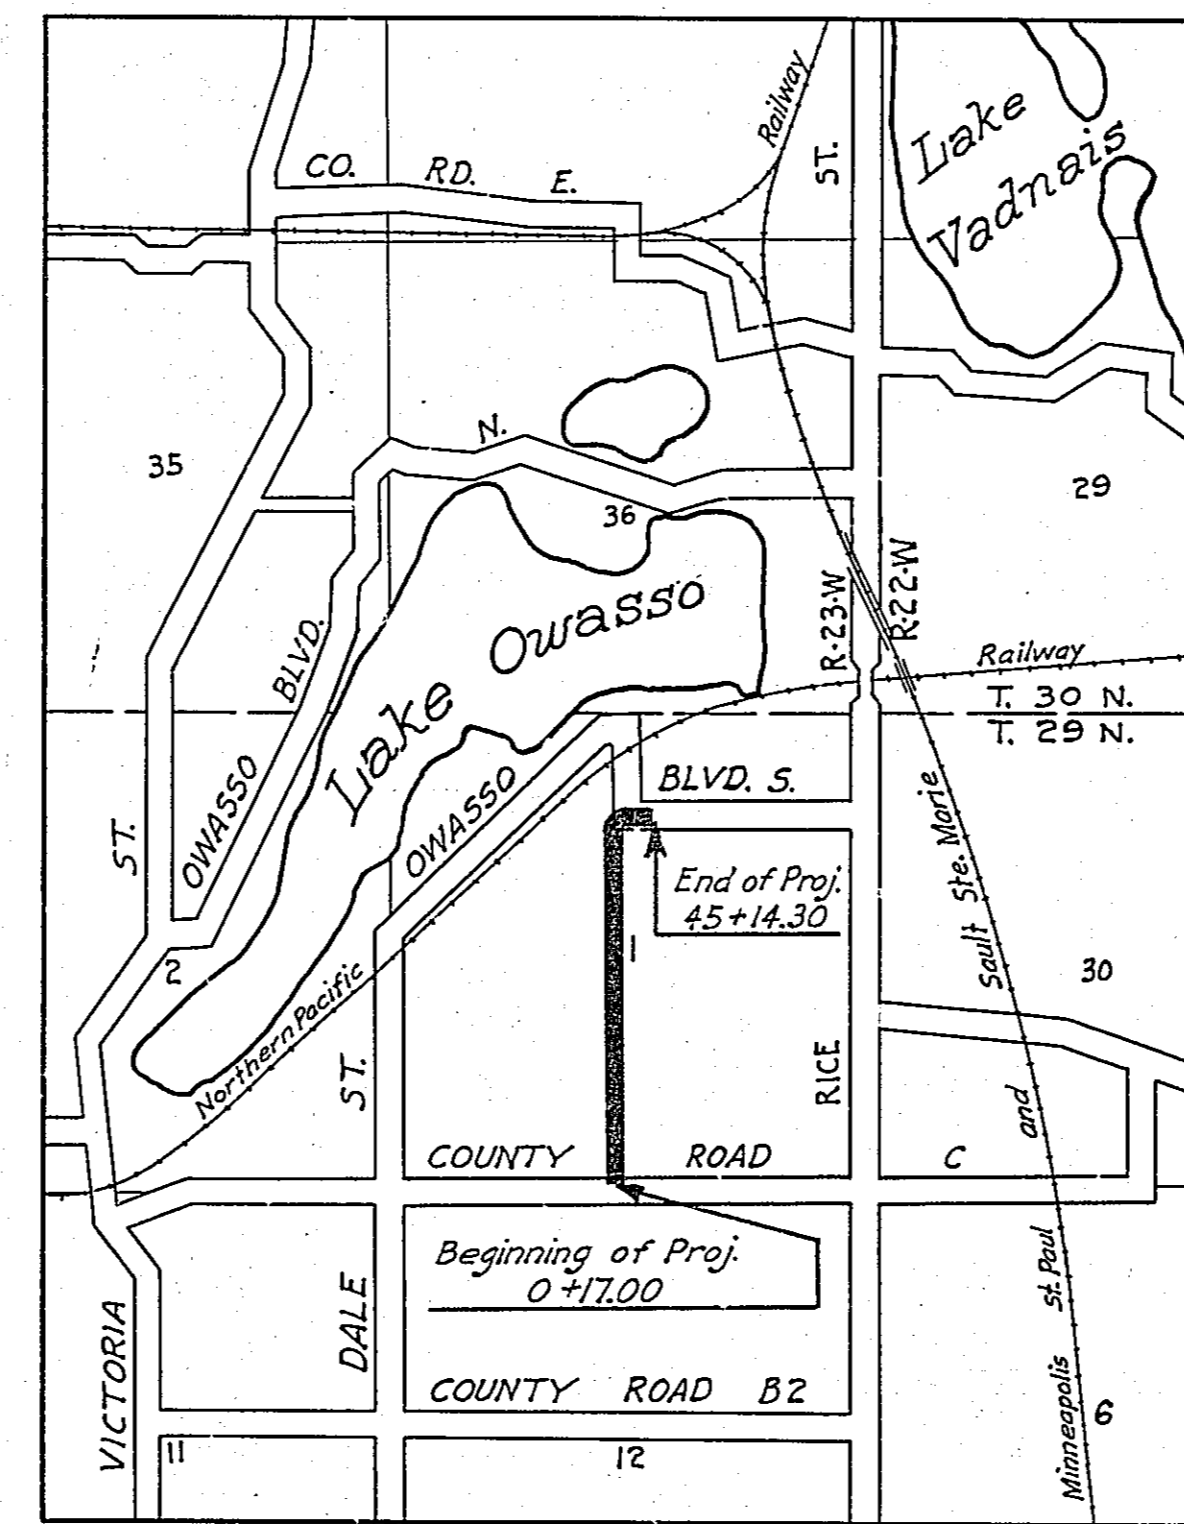 Railway
ST.
Lake
Vadnais
CO. RD. E.
N.
35
36
29
R-23-W
R-22-W
Owasso
Lake
BLVD.
OWASSO
Railway
T. 30 N.
T. 29 N.
BLVD. S.
OWASSO
ST.
Sault Ste. Marie
End of Proj.
45+14.30
1
2
30
Northern Pacific
ST.
RICE
and
COUNTY ROAD C
Beginning of Proj.
0+17.00
St. Paul
DALE
VICTORIA
COUNTY ROAD B2
Minneapolis
6
11
12